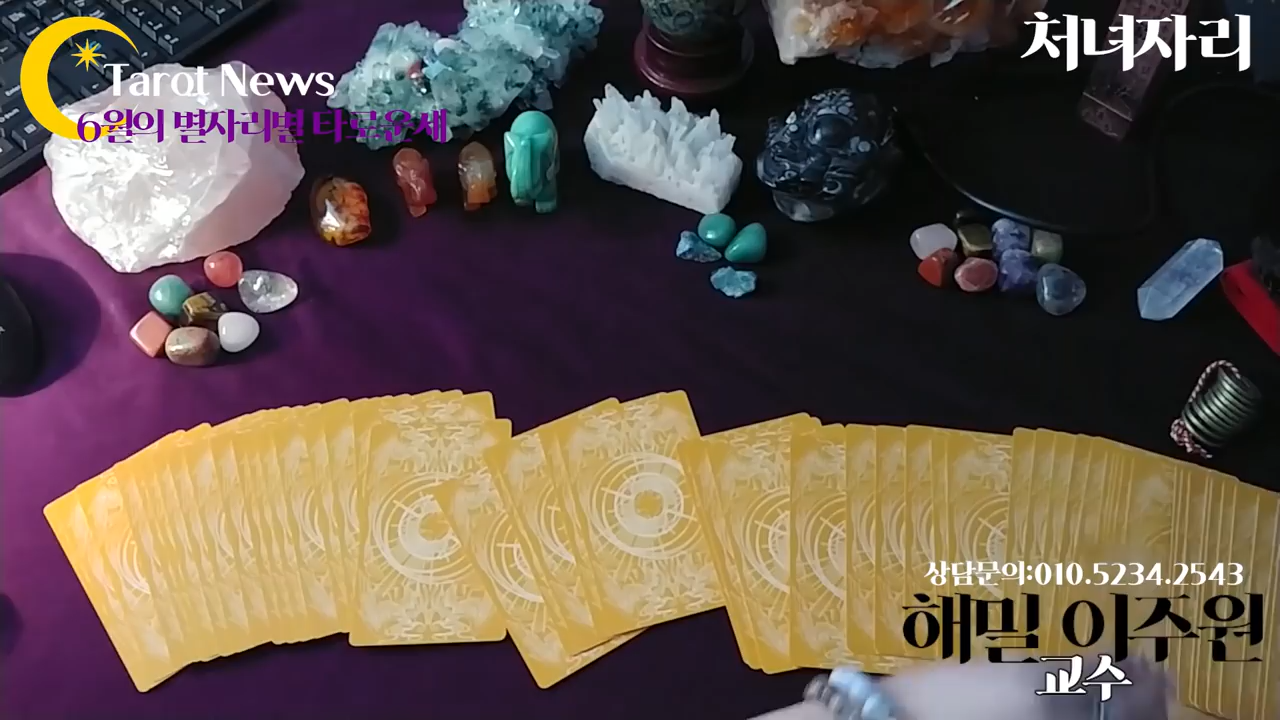 처녀자리
Tarot News
6월의 별자리별 타로운세
상담문의:010.5234.2543
해밀 이주원
교수